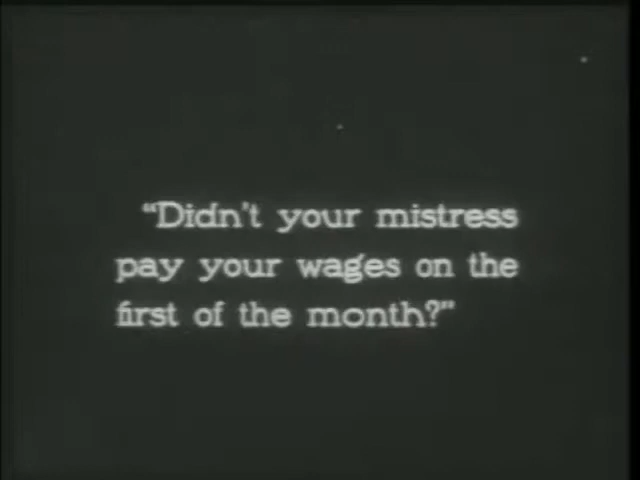 "Didn't your mistress
pay your wages on the
first of the month?"